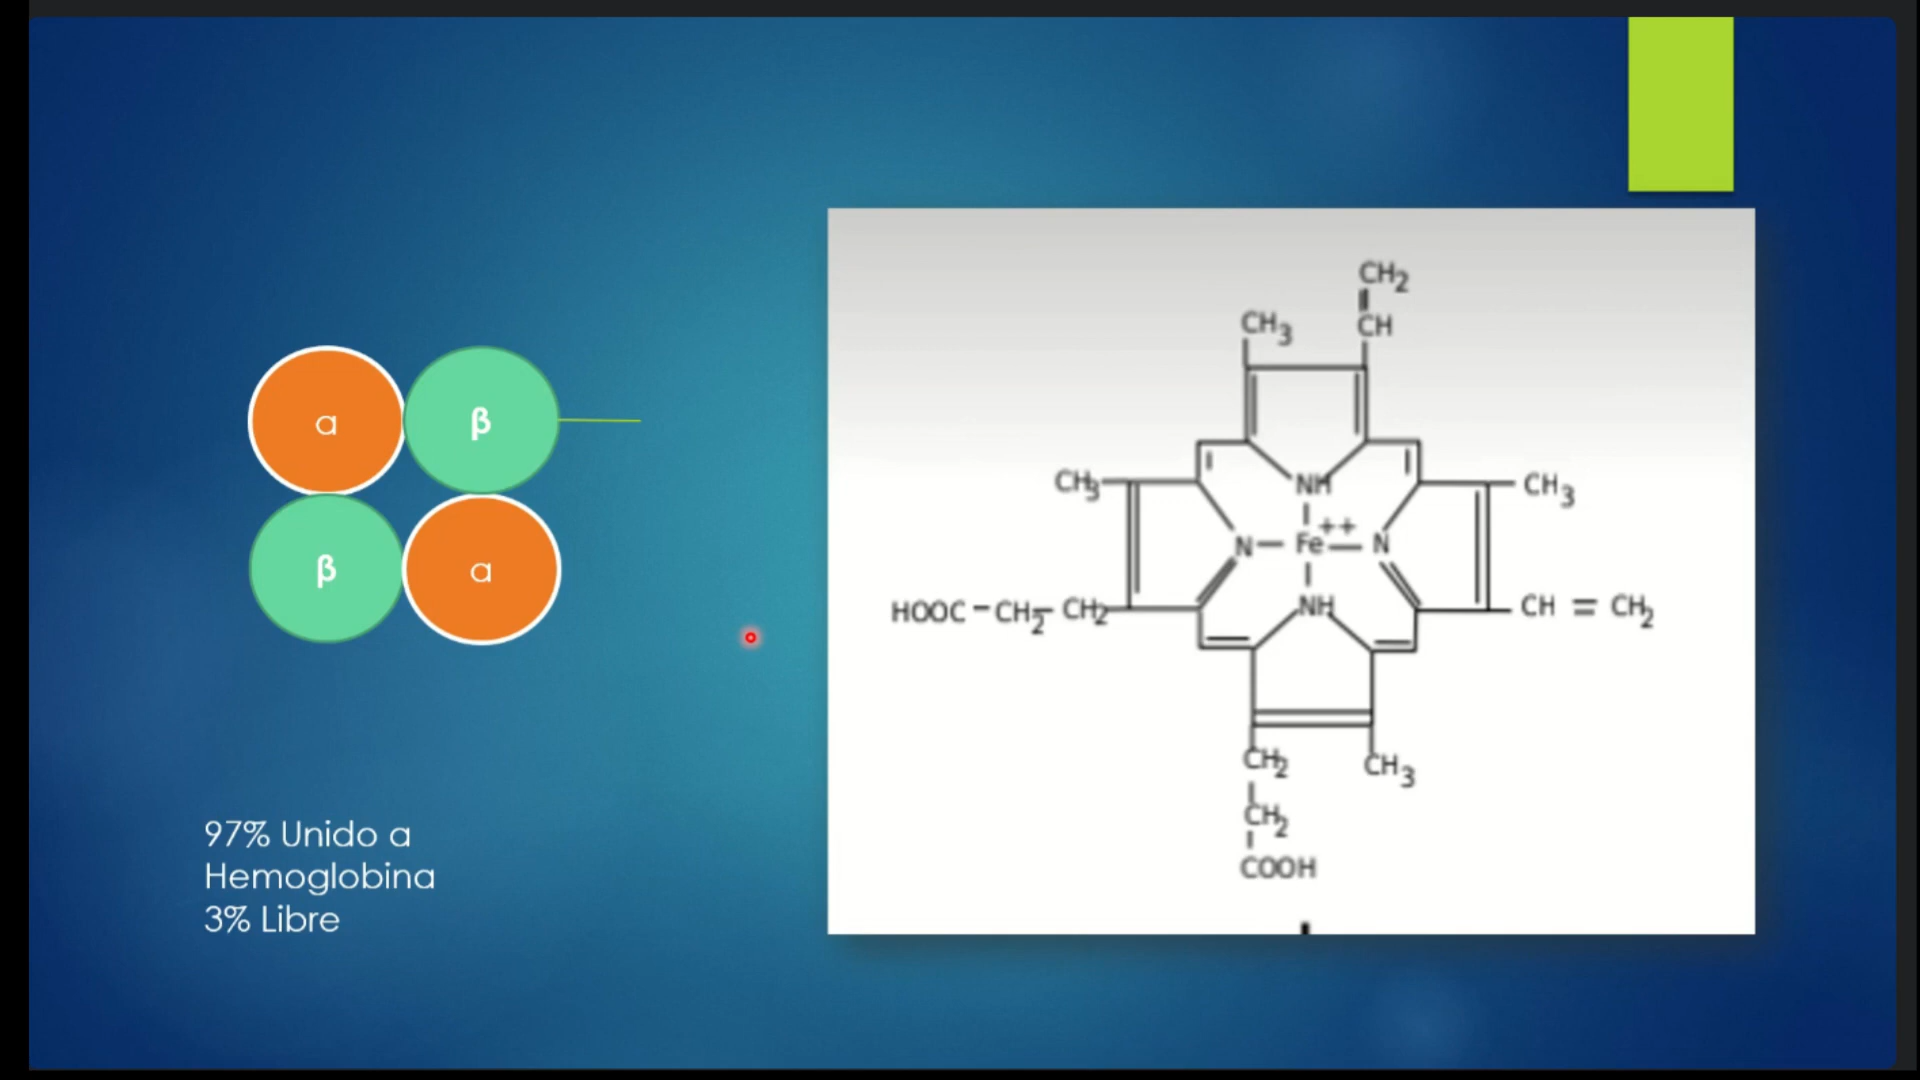 α
β
β
α
97% Unido a
Hemoglobina
3% Libre
CH2
CH3
CH
CH3
NH
CH3
++
N
Fe
N
HOOC - CH2 - CH2
NH
CH = CH2
CH2
CH3
CH2
COOH